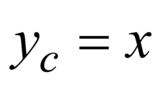 y_c = x